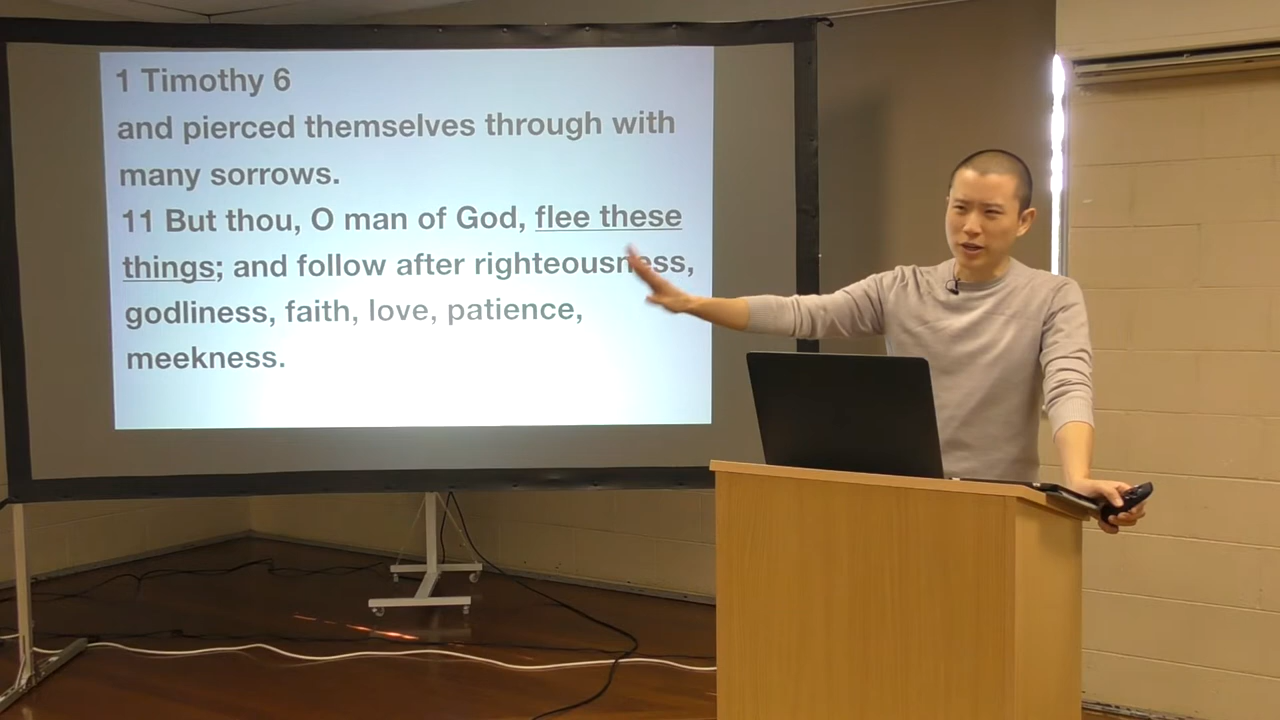 1 Timothy 6
and pierced themselves through with
many sorrows.
11 But thou, O man of God, flee these
things; and follow after righteousness,
godliness, faith, love, patience,
meekness.